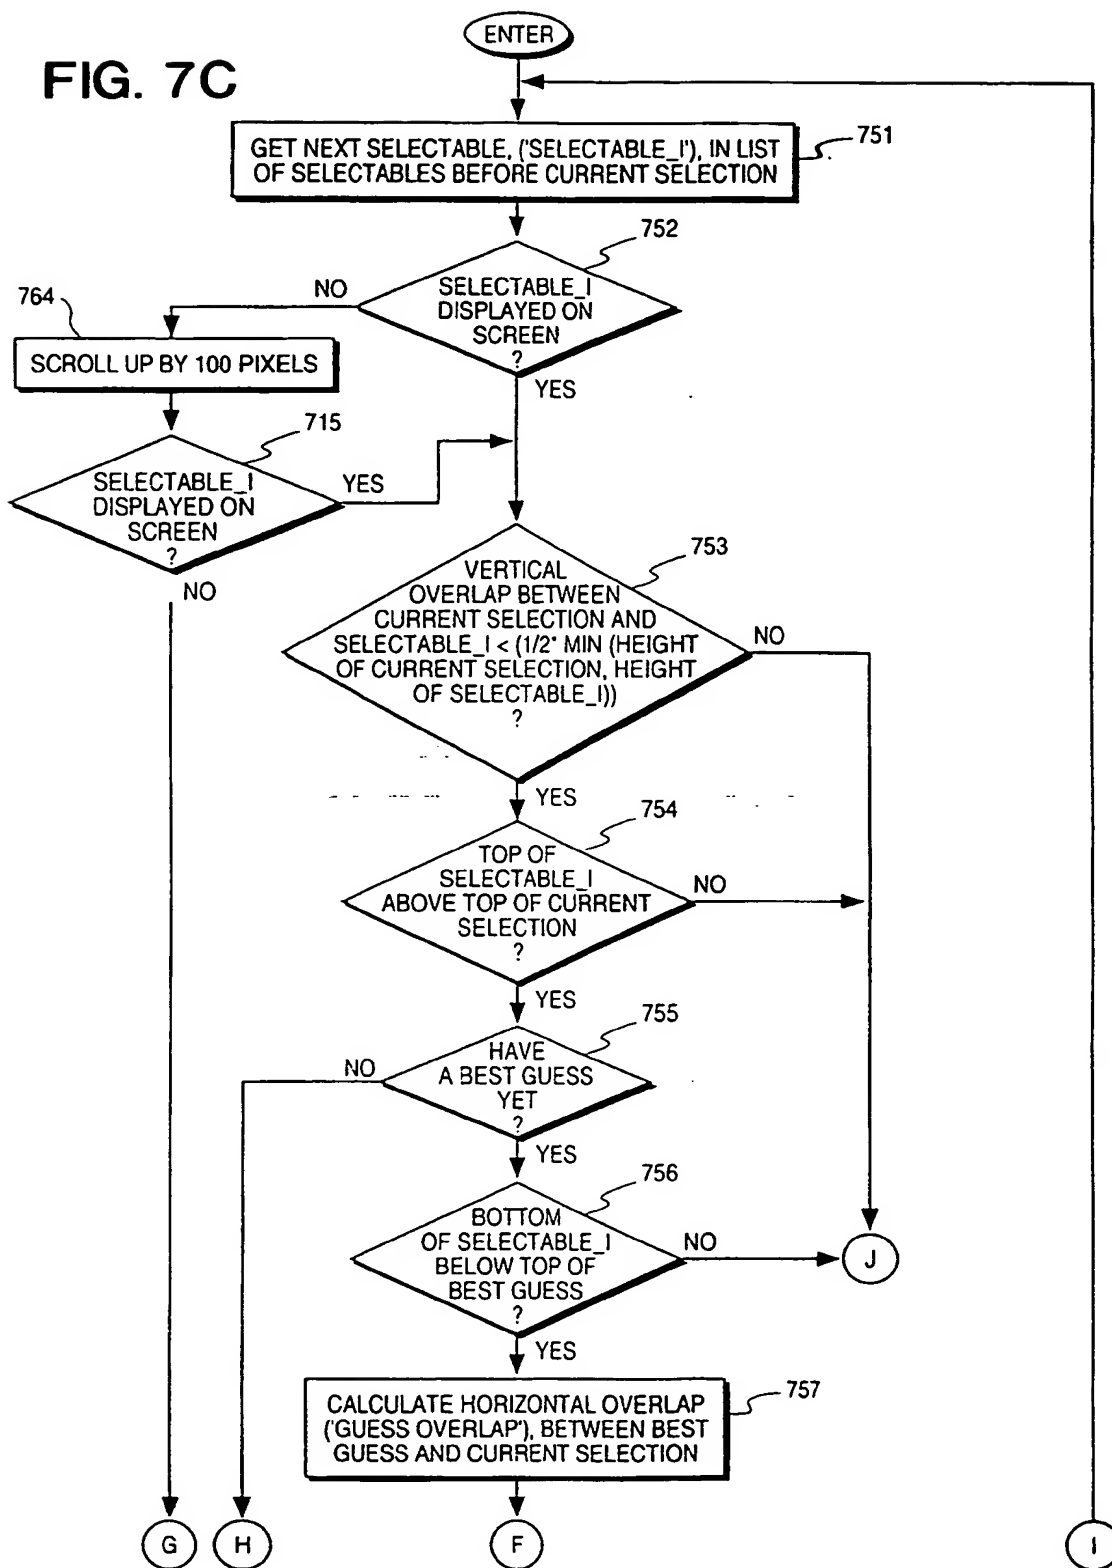 ENTER
FIG. 7C
GET NEXT SELECTABLE, ('SELECTABLE_I'), IN LIST
OF SELECTABLES BEFORE CURRENT SELECTION
751
752
SELECTABLE_I
DISPLAYED ON
SCREEN
?
NO
YES
764
SCROLL UP BY 100 PIXELS
715
SELECTABLE_I
DISPLAYED ON
SCREEN
?
YES
NO
753
VERTICAL
OVERLAP BETWEEN
CURRENT SELECTION AND
SELECTABLE_I < (1/2* MIN (HEIGHT
OF CURRENT SELECTION, HEIGHT
OF SELECTABLE_I))
?
NO
YES
754
TOP OF
SELECTABLE_I
ABOVE TOP OF CURRENT
SELECTION
?
NO
YES
755
HAVE
A BEST GUESS
YET
?
NO
YES
756
BOTTOM
OF SELECTABLE_I
BELOW TOP OF
BEST GUESS
?
NO
J
YES
757
CALCULATE HORIZONTAL OVERLAP
('GUESS OVERLAP'), BETWEEN BEST
GUESS AND CURRENT SELECTION
G
H
F
I